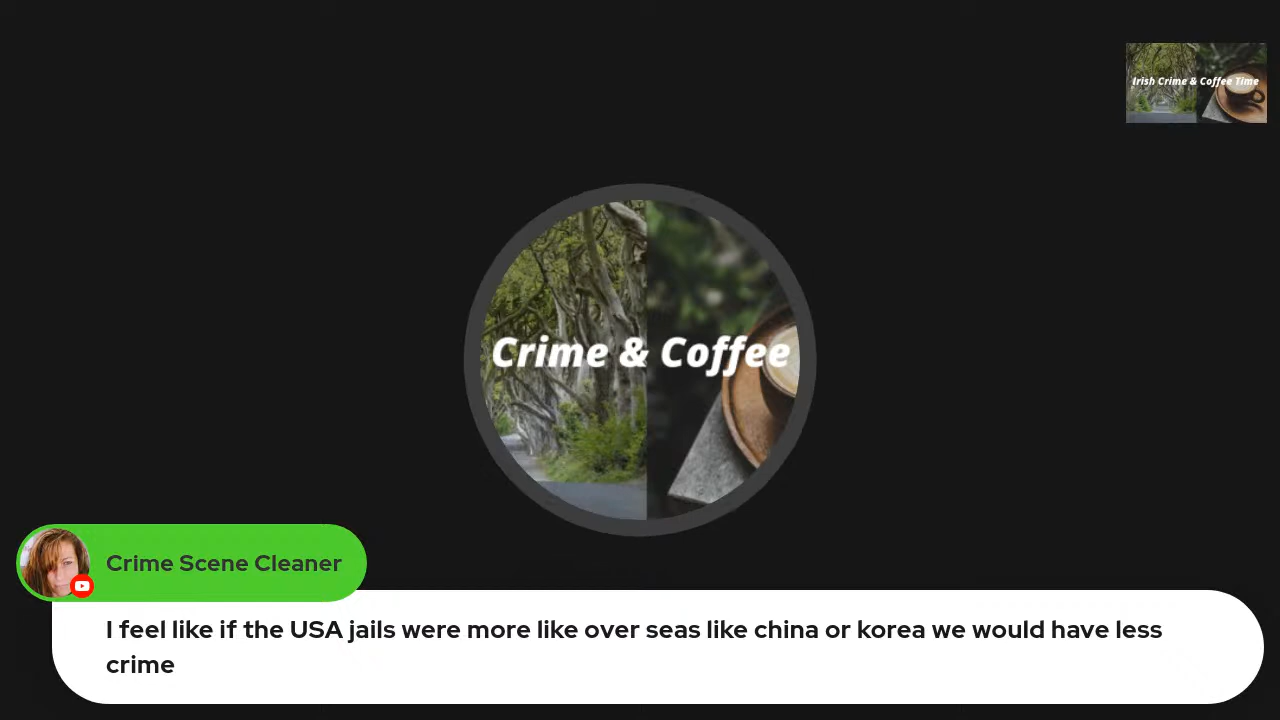 Irish Crime & Coffee Time
Crime & Coffee
Crime Scene Cleaner
I feel like if the USA jails were more like over seas like china or korea we would have less
crime